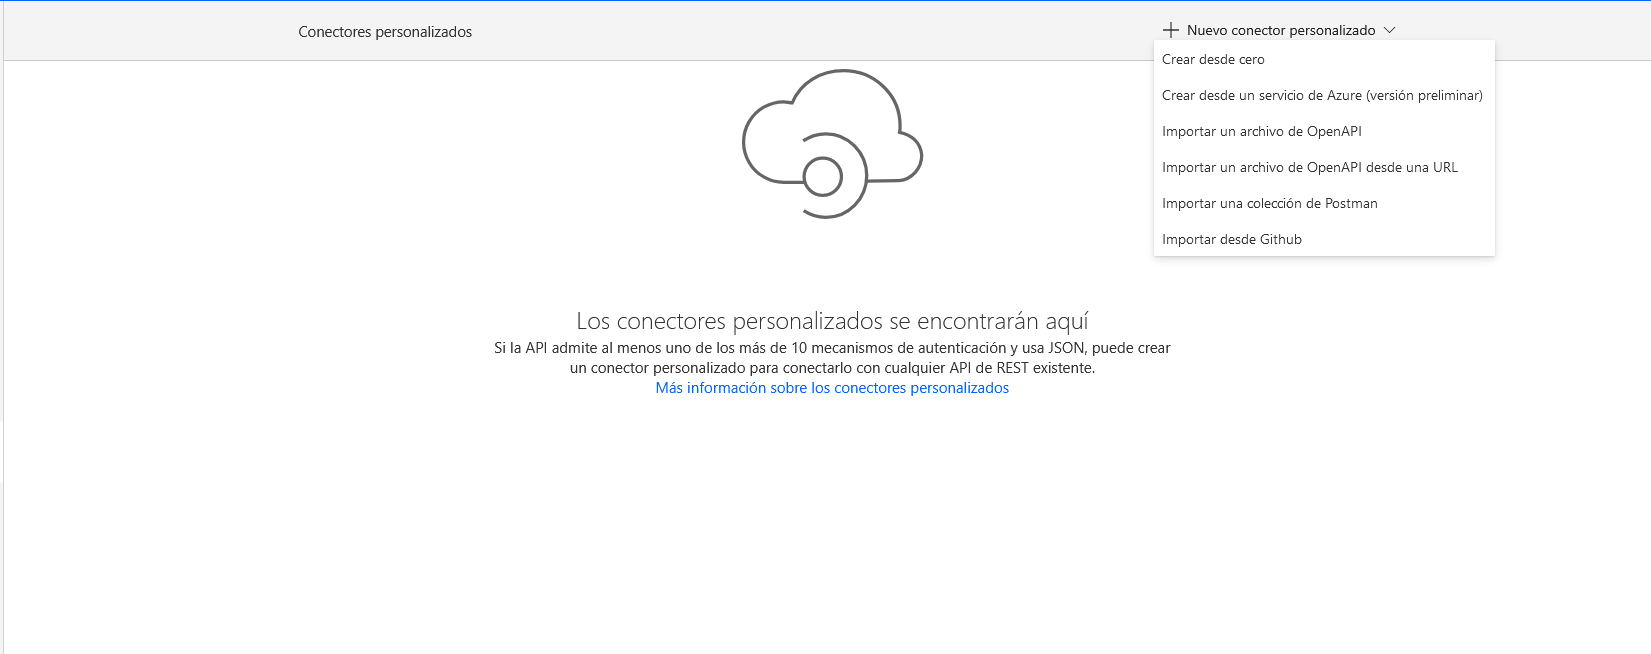 Conectores personalizados
Nuevo conector personalizado
Crear desde cero
Crear desde un servicio de Azure (versión preliminar)
Importar un archivo de OpenAPI
Importar un archivo de OpenAPI desde una URL
Importar una colección de Postman
Importar desde Github
Los conectores personalizados se encontrarán aquí
Si la API admite al menos uno de los más de 10 mecanismos de autenticación y usa JSON, puede crear
un conector personalizado para conectarlo con cualquier API de REST existente.
Más información sobre los conectores personalizados